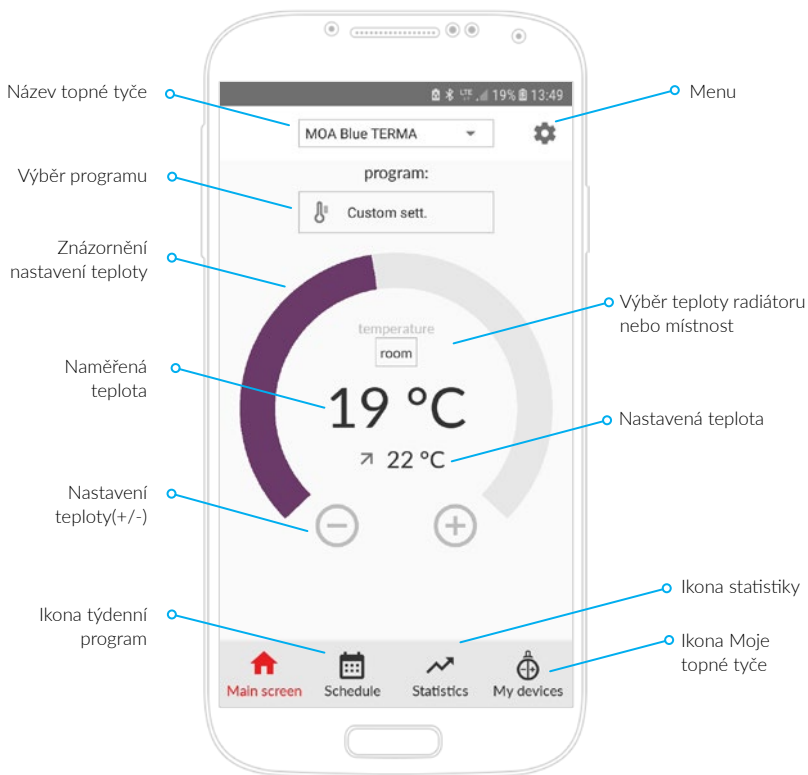 LTE 19% 13:49
Název topné tyče
MOA Blue TERMA
Menu
program:
Výběr programu
Custom sett.
Znázornění
nastavení teploty
Výběr teploty radiátoru
nebo místnost
temperature
room
Naměřená
teplota
19 °C
Nastavená teplota
22 °C
Nastavení
teploty(+/-)
Ikona statistiky
Ikona týdenní
program
Ikona Moje
topné tyče
Main screen
Schedule
Statistics
My devices